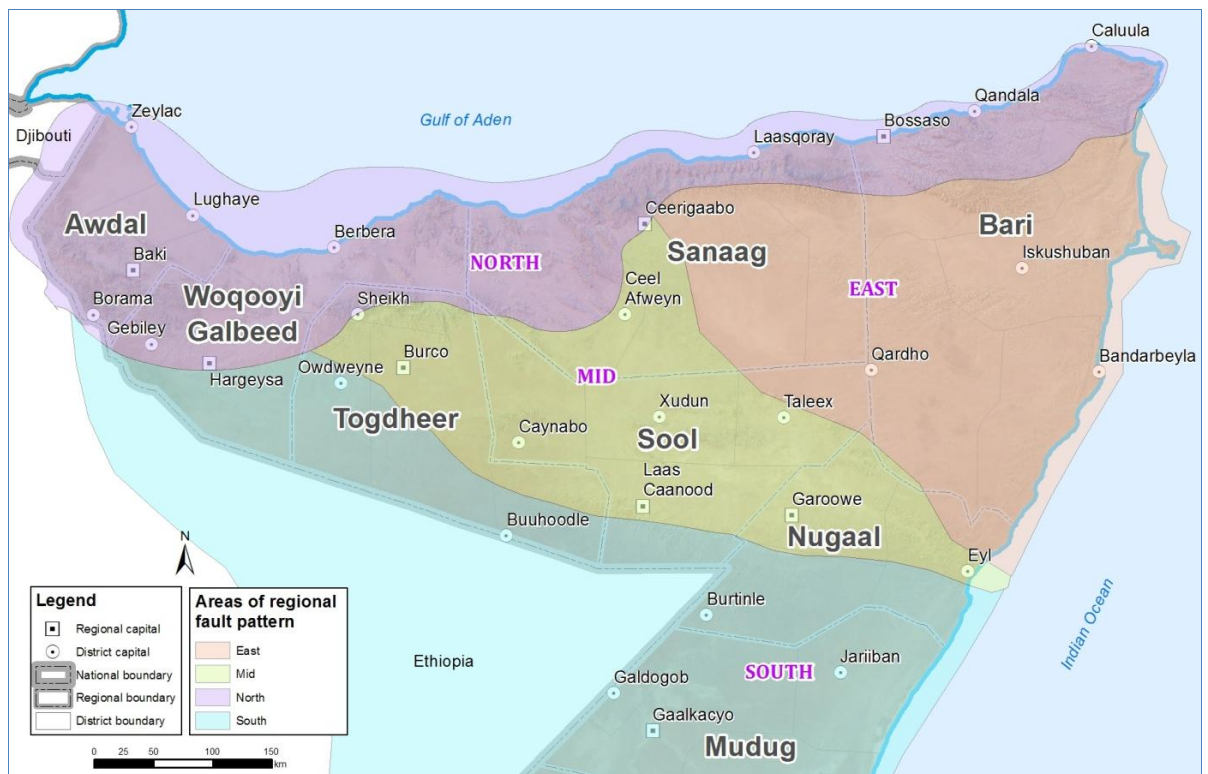 Caluula
Qandala
Bossaso
Zeylac
Gulf of Aden
Djibouti
Laasqoray
Lughaye
Ceerigaabo
Awdal
Berbera
Sanaag
Bari
Baki
NORTH
Iskushuban
Ceel
Afweyn
EAST
Borama
Woqooyi
Galbeed
Sheikh
Gebiley
Burco
Qardho
Bandarbeyla
Hargeysa
Owdweyne
MID
Togdheer
Xudun
Taleex
Caynabo
Sool
Laas
Caanood
Garoowe
Buuhoodle
Nugaal
Eyl
N
Burtinle
Indian Ocean
Ethiopia
SOUTH
Jariiban
Galdogob
Gaalkacyo
Mudug
Legend
Regional capital
District capital
National boundary
Regional boundary
District boundary
Areas of regional
fault pattern
East
Mid
North
South
0 25 50 100 150
km